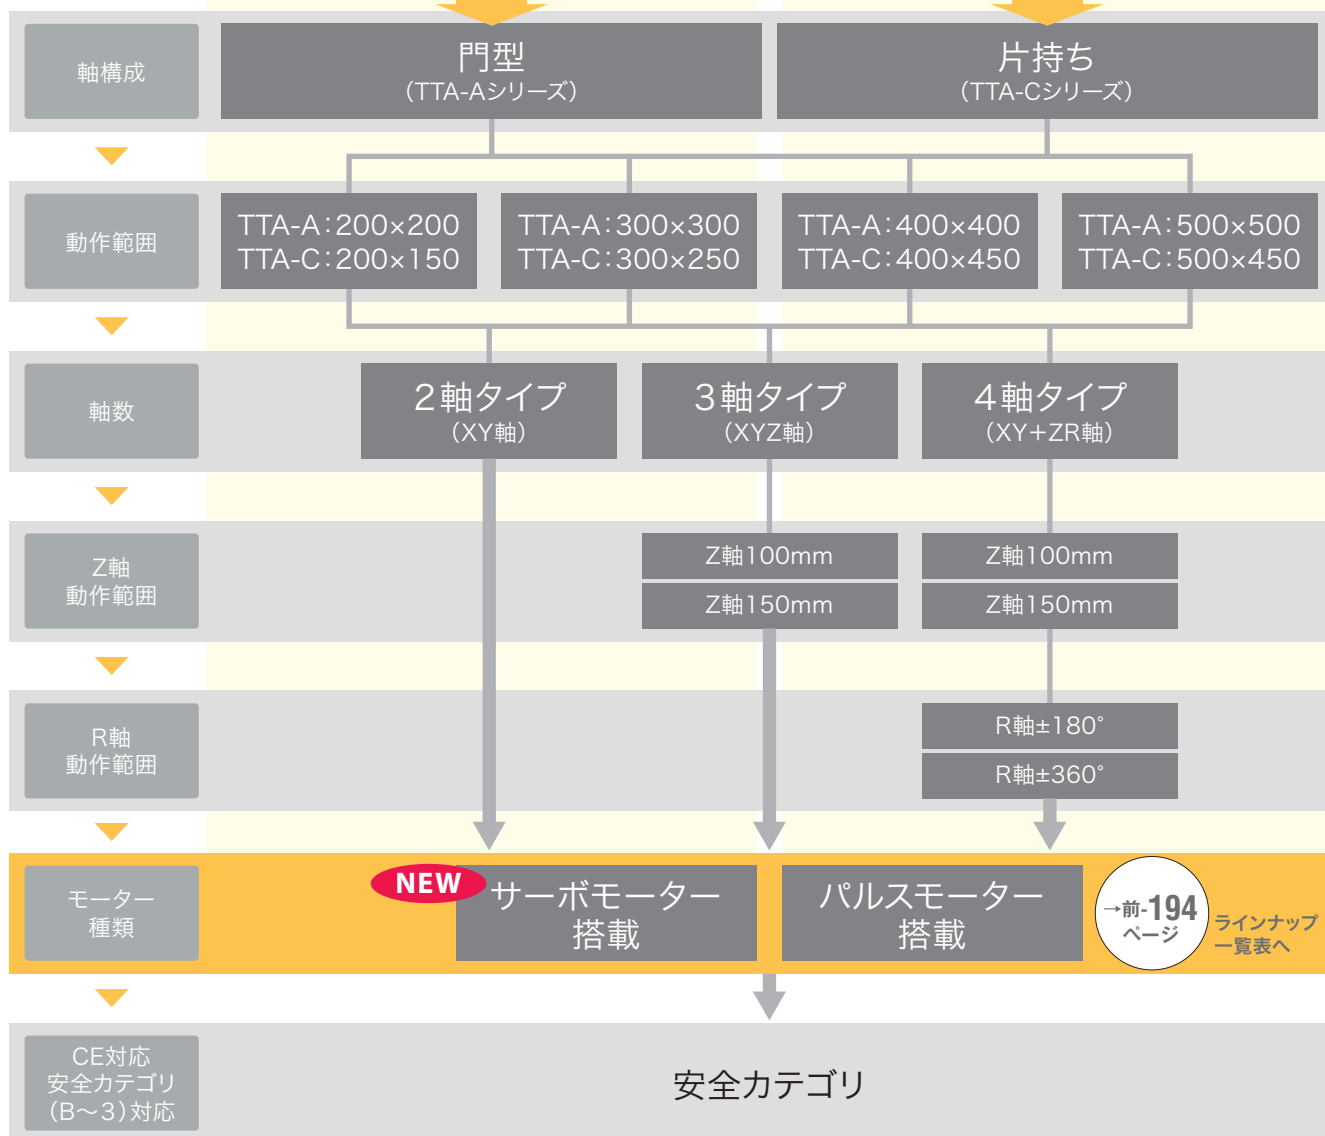 軸構成
門型
（TTA-Aシリーズ）
片持ち
（TTA-Cシリーズ）
動作範囲
TTA-A：200×200
TTA-C：200×150
TTA-A：300×300
TTA-C：300×250
TTA-A：400×400
TTA-C：400×450
TTA-A：500×500
TTA-C：500×450
軸数
2軸タイプ
（XY軸）
3軸タイプ
（XYZ軸）
4軸タイプ
（XY+ZR軸）
Z軸
動作範囲
Z軸100mm
Z軸150mm
Z軸100mm
Z軸150mm
R軸
動作範囲
R軸±180°
R軸±360°
モーター
種類
NEW
サーボモーター
搭載
パルスモーター
搭載
→前-194
ページ
ラインナップ
一覧表へ
CE対応
安全カテゴリ
（B〜3）対応
安全カテゴリ